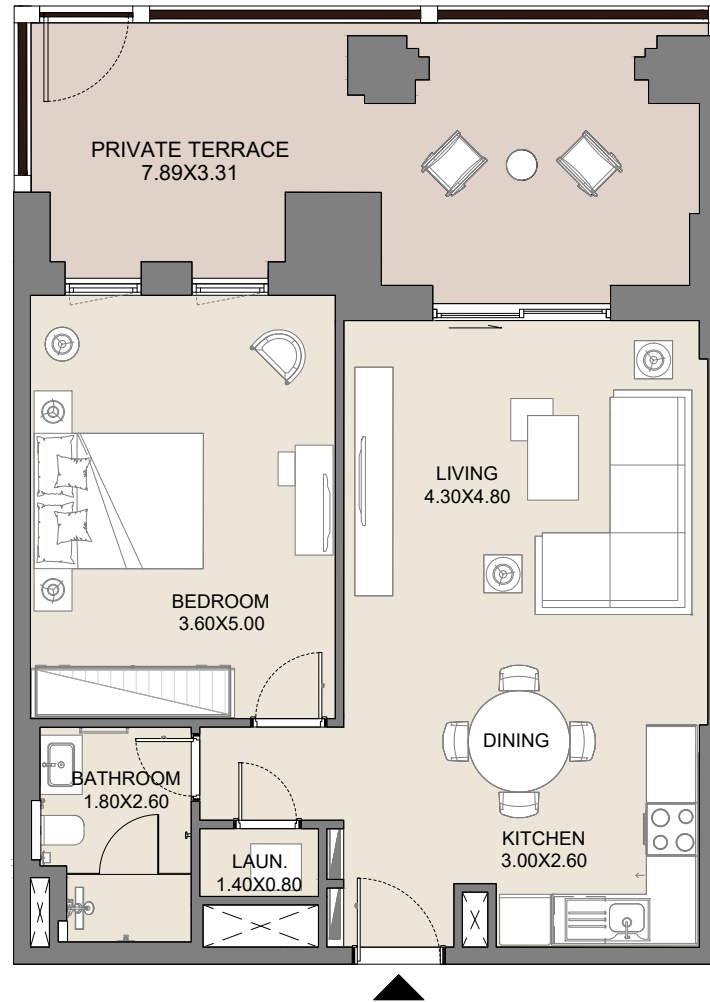 PRIVATE TERRACE
7.89X3.31
LIVING
4.30X4.80
BEDROOM
3.60X5.00
DINING
BATHROOM
1.80X2.60
KITCHEN
3.00X2.60
LAUN.
1.40X0.80